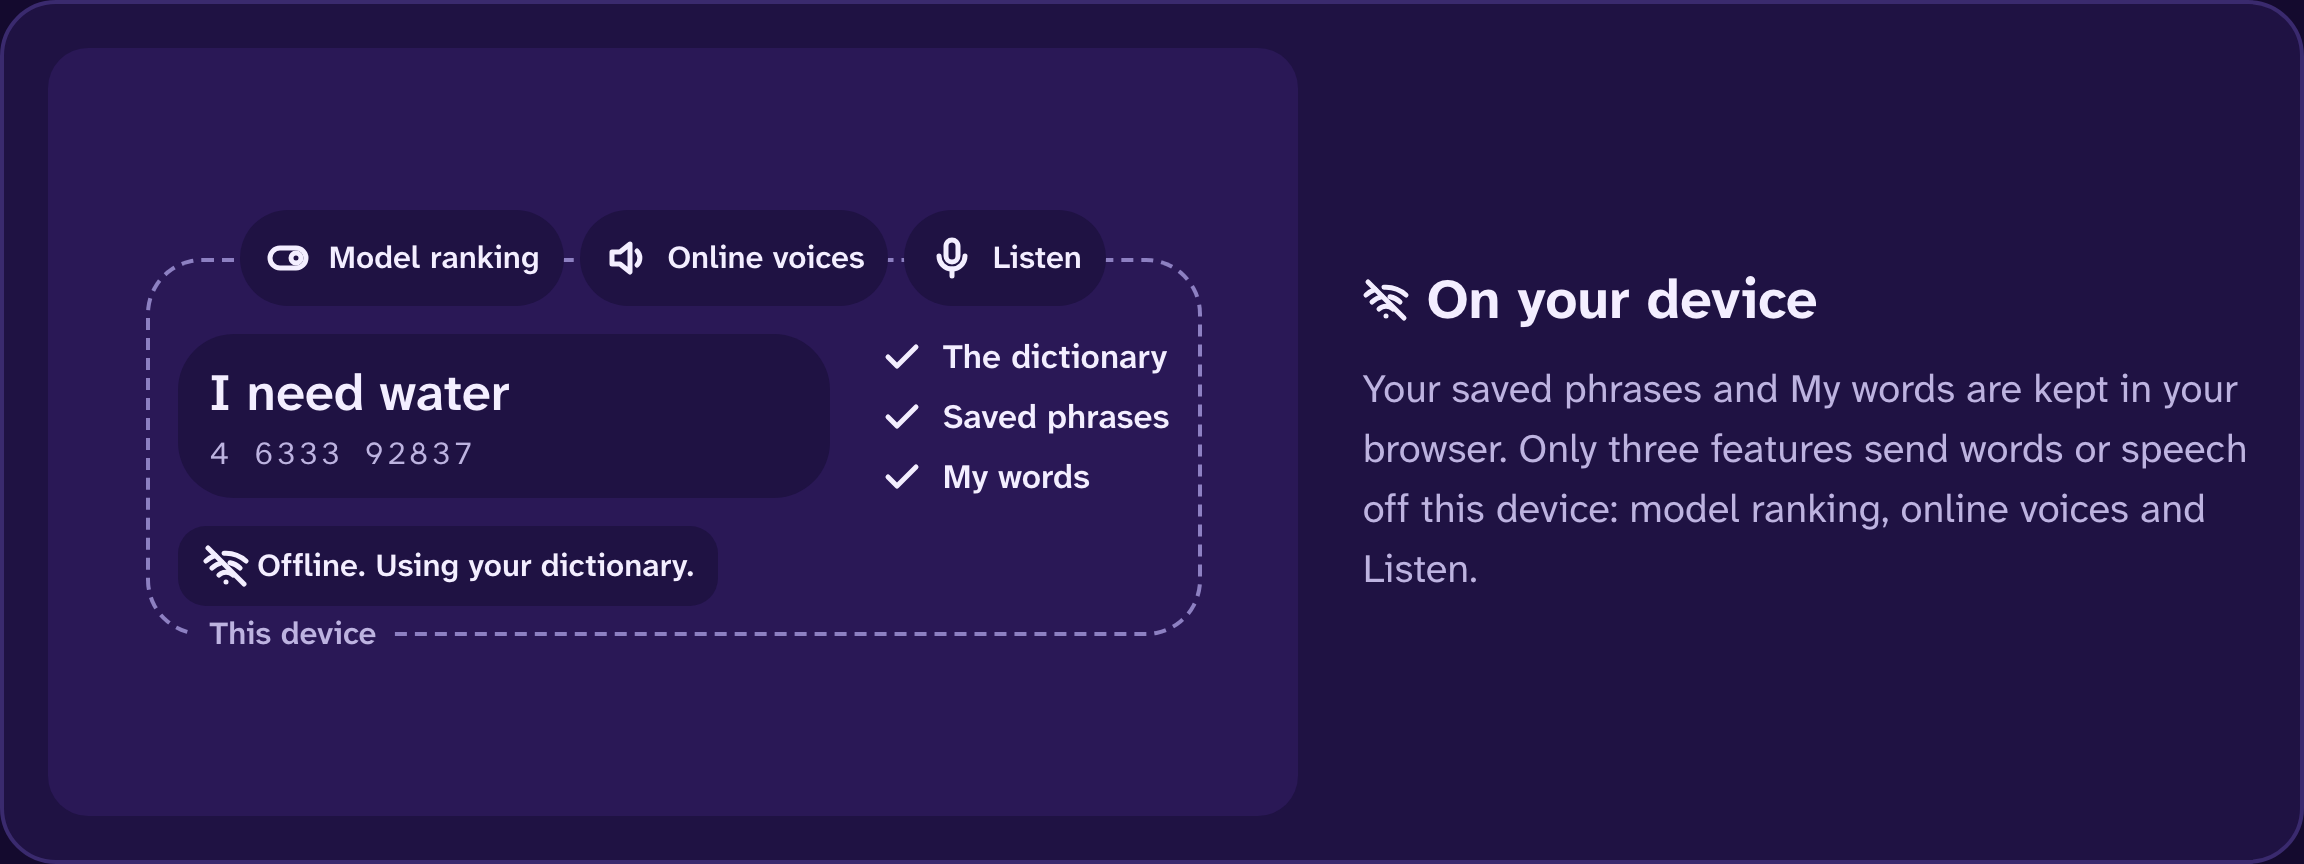 Model ranking
Online voices
Listen
I need water
4 6333 92837
The dictionary
Saved phrases
My words
Offline. Using your dictionary.
This device
On your device
Your saved phrases and My words are kept in your
browser. Only three features send words or speech
off this device: model ranking, online voices and
Listen.